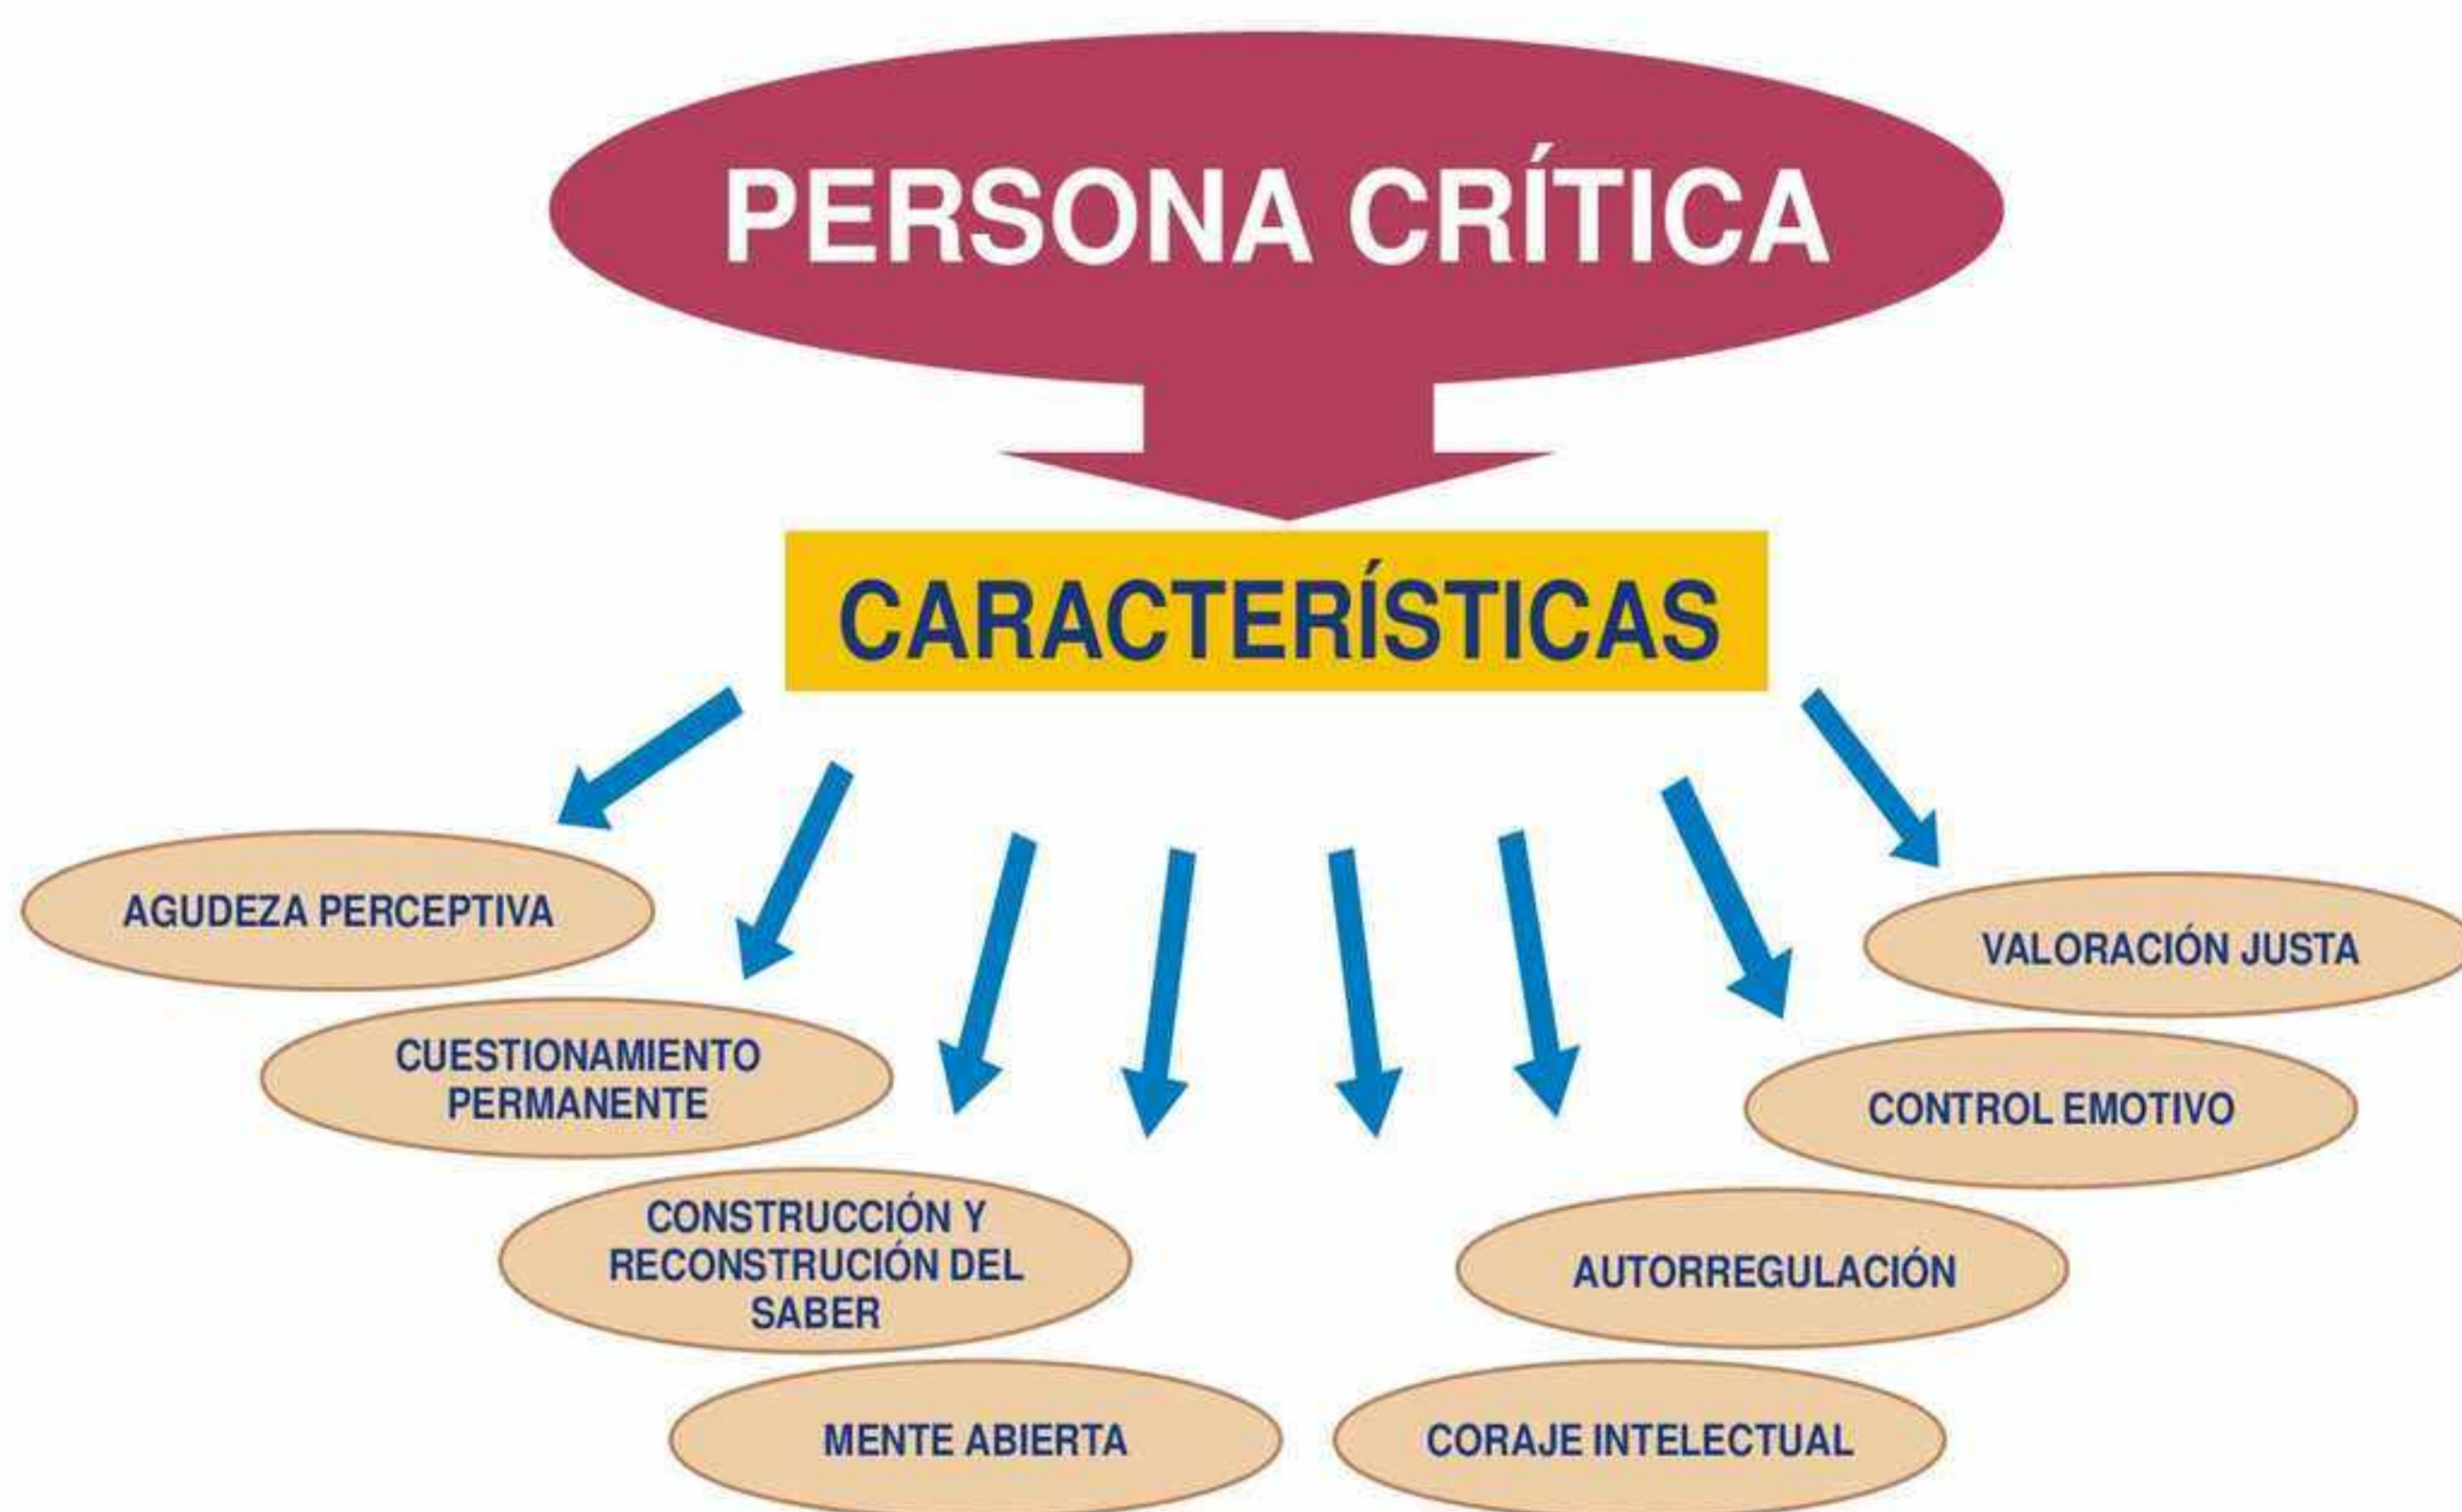 PERSONA CRÍTICA
CARACTERÍSTICAS
AGUDEZA PERCEPTIVA
CUESTIONAMIENTO
PERMANENTE
CONSTRUCCIÓN Y
RECONSTRUCIÓN DEL
SABER
MENTE ABIERTA
CORAJE INTELECTUAL
AUTORREGULACIÓN
CONTROL EMOTIVO
VALORACIÓN JUSTA